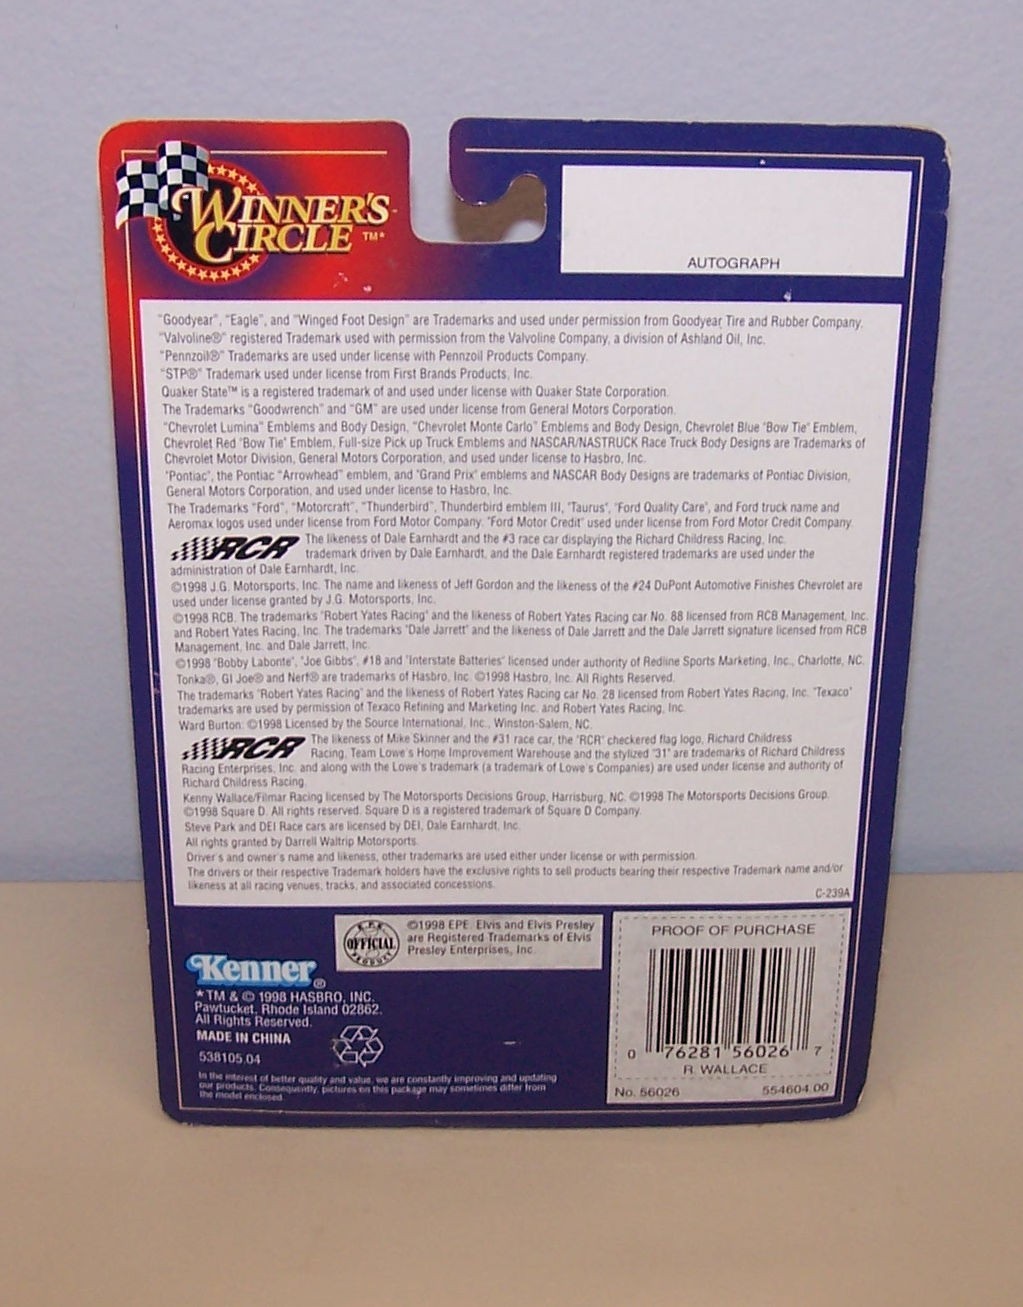 WINNER'S
CIRCLE TM*
AUTOGRAPH
"Goodyear", "Eagle", and "Winged Foot Design" are Trademarks and used under permission from Goodyear Tire and Rubber Company.
"Valvoline®" registered Trademark used with permission from the Valvoline Company, a division of Ashland Oil, Inc.
"Pennzoil®" Trademarks are used under license with Pennzoil Products Company.
"STP®" Trademark used under license from First Brands Products, Inc.
Quaker State™ is a registered trademark of and used under license with Quaker State Corporation.
The Trademarks "Goodwrench" and "GM" are used under license from General Motors Corporation.
"Chevrolet Lumina" Emblems and Body Design, "Chevrolet Monte Carlo" Emblems and Body Design, Chevrolet Blue "Bow Tie" Emblem,
Chevrolet Red "Bow Tie" Emblem, Full-size Pick up Truck Emblems and NASCAR/NASTRUCK Race Truck Body Designs are Trademarks of
Chevrolet Motor Division, General Motors Corporation, and used under license to Hasbro, Inc.
"Pontiac", the Pontiac "Arrowhead" emblem, and "Grand Prix" emblems and NASCAR Body Designs are trademarks of Pontiac Division,
General Motors Corporation, and used under license to Hasbro, Inc.
The Trademarks "Ford", "Motorcraft", "Thunderbird", Thunderbird emblem III, "Taurus", "Ford Quality Care", and Ford truck name and
Aeromax logos used under license from Ford Motor Company. "Ford Motor Credit" used under license from Ford Motor Credit Company.
RCR The likeness of Dale Earnhardt and the #3 race car displaying the Richard Childress Racing, Inc.
trademark driven by Dale Earnhardt, and the Dale Earnhardt registered trademarks are used under the
administration of Dale Earnhardt, Inc.
©1998 J.G. Motorsports, Inc. The name and likeness of Jeff Gordon and the likeness of the #24 DuPont Automotive Finishes Chevrolet are
used under license granted by J.G. Motorsports, Inc.
©1998 RCB. The trademarks "Robert Yates Racing" and the likeness of Robert Yates Racing car No. 88 licensed from RCB Management, Inc.
and Robert Yates Racing, Inc. The trademarks "Dale Jarrett" and the likeness of Dale Jarrett and the Dale Jarrett signature licensed from RCB
Management, Inc. and Dale Jarrett, Inc.
©1998 "Bobby Labonte", "Joe Gibbs", #18 and "Interstate Batteries" licensed under authority of Redline Sports Marketing, Inc., Charlotte, NC.
Tonka®, GI Joe® and Nerf® are trademarks of Hasbro, Inc. ©1998 Hasbro, Inc. All Rights Reserved.
The trademarks "Robert Yates Racing" and the likeness of Robert Yates Racing car No. 28 licensed from Robert Yates Racing, Inc. "Texaco"
trademarks are used by permission of Texaco Refining and Marketing Inc. and Robert Yates Racing, Inc.
Ward Burton: ©1998 Licensed by the Source International, Inc., Winston-Salem, NC.
RCR The likeness of Mike Skinner and the #31 race car, the "RCR" checkered flag logo, Richard Childress
Racing, Team Lowe's Home Improvement Warehouse and the stylized "31" are trademarks of Richard Childress
Racing Enterprises, Inc. and along with the Lowe's trademark (a trademark of Lowe's Companies) are used under license and authority of
Richard Childress Racing.
Kenny Wallace/Filmar Racing licensed by The Motorsports Decisions Group, Harrisburg, NC. ©1998 The Motorsports Decisions Group.
©1998 Square D. All rights reserved. Square D is a registered trademark of Square D Company.
Steve Park and DEI Race cars are licensed by DEI, Dale Earnhardt, Inc.
All rights granted by Darrell Waltrip Motorsports.
Driver's and owner's name and likeness, other trademarks are used either under license or with permission.
The drivers or their respective Trademark holders have the exclusive rights to sell products bearing their respective Trademark name and/or
likeness at all racing venues, tracks, and associated concessions.
C-239A
E.P.E.
OFFICIAL
PRODUCT
©1998 EPE. Elvis and Elvis Presley
are Registered Trademarks of Elvis
Presley Enterprises, Inc.
Kenner®
*TM & © 1998 HASBRO, INC.
Pawtucket, Rhode Island 02862.
All Rights Reserved.
MADE IN CHINA
538105.04
In the interest of better quality and value, we are constantly improving and updating
our products. Consequently, pictures on this package may sometimes differ from
the model enclosed.
PROOF OF PURCHASE
0 76281 56026 7
R. WALLACE
No. 56026 554604.00